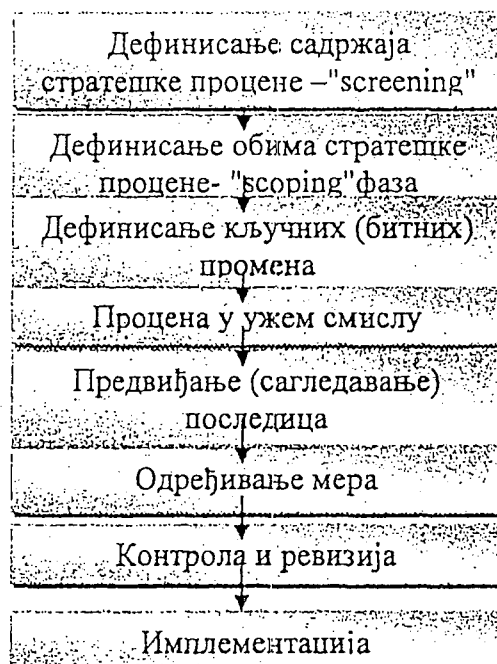 Дефинисање садржаја
стратешке процене –"screening"
Дефинисање обима стратешке
процене- "scoping"фаза
Дефинисање кључних (битних)
промена
Процена у ужем смислу
Предвиђање (сагледавање)
последица
Одређивање мера
Контрола и ревизија
Имплементација